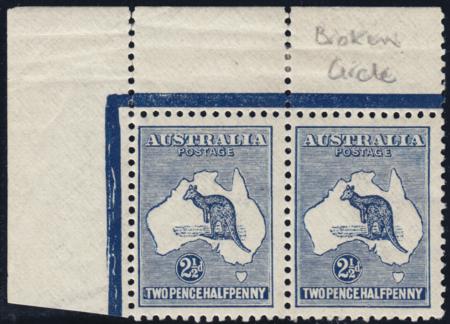 Broken
Circle
AUSTRALIA AUSTRALIA
POSTAGE POSTAGE
2½d 2½d
TWO PENCE HALFPENNY TWO PENCE HALFPENNY